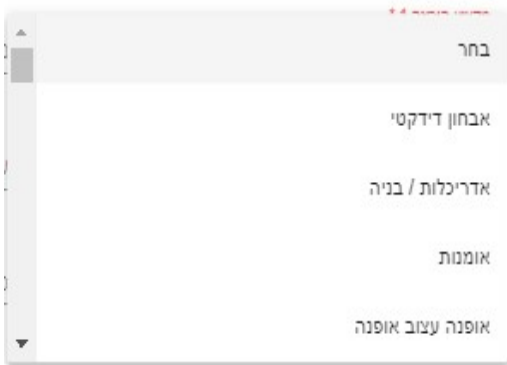 בחר
אבחון דידקטי
אדריכלות / בניה
אומנות
אופנה עצוב אופנה